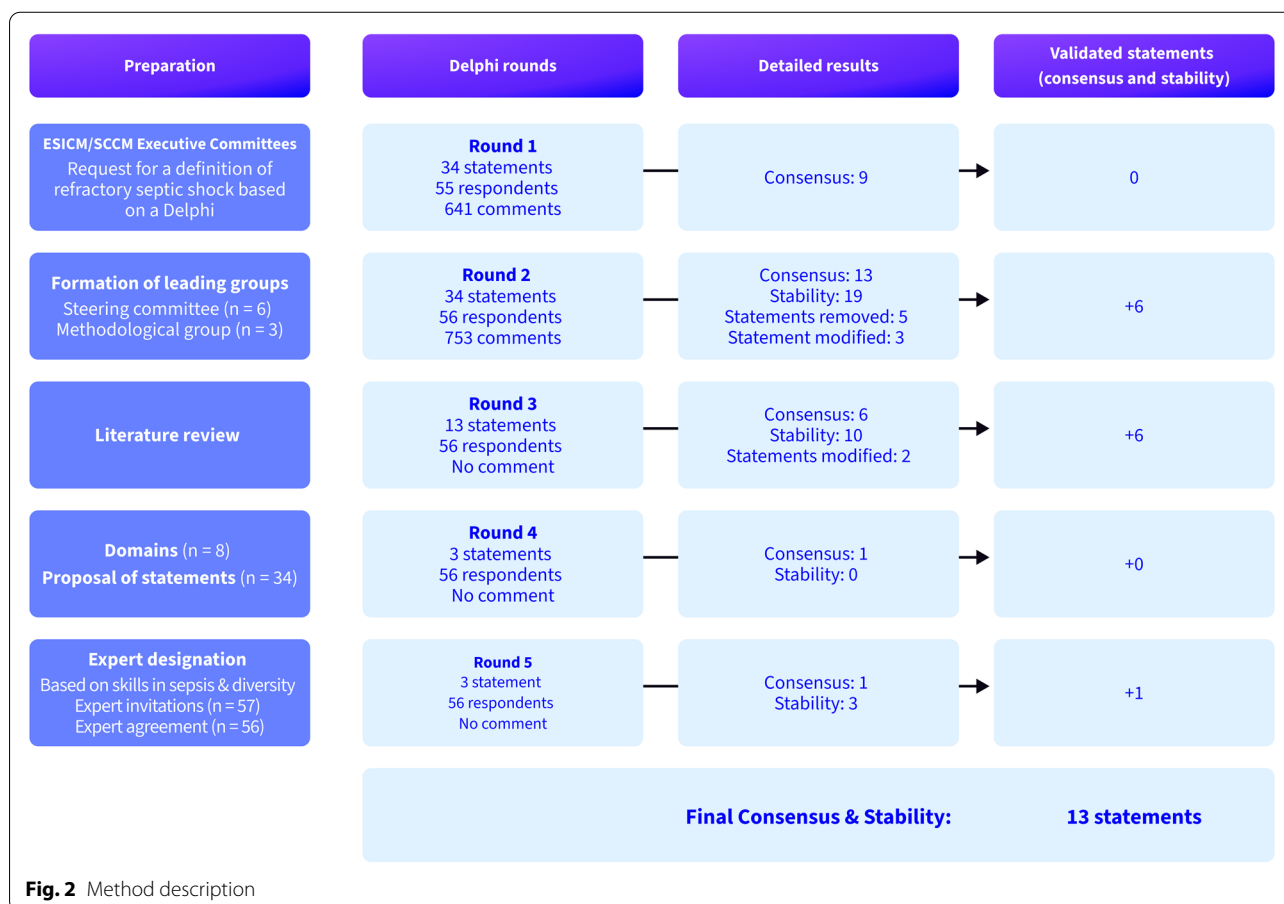 Preparation
Delphi rounds
Detailed results
Validated statements
(consensus and stability)
ESICM/SCCM Executive Committees
Request for a definition of
refractory septic shock based
on a Delphi
Round 1
34 statements
55 respondents
641 comments
Consensus: 9
0
Formation of leading groups
Steering committee (n = 6)
Methodological group (n = 3)
Round 2
34 statements
56 respondents
753 comments
Consensus: 13
Stability: 19
Statements removed: 5
Statement modified: 3
+6
Literature review
Round 3
13 statements
56 respondents
No comment
Consensus: 6
Stability: 10
Statements modified: 2
+6
Domains (n = 8)
Proposal of statements (n = 34)
Round 4
3 statements
56 respondents
No comment
Consensus: 1
Stability: 0
+0
Expert designation
Based on skills in sepsis & diversity
Expert invitations (n = 57)
Expert agreement (n = 56)
Round 5
3 statement
56 respondents
No comment
Consensus: 1
Stability: 3
+1
Final Consensus & Stability: 13 statements
Fig. 2 Method description